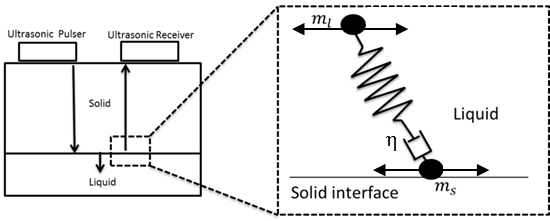 Ultrasonic Pulser
Ultrasonic Receiver
Solid
Liquid
m_l
Liquid
η
m_s
Solid interface